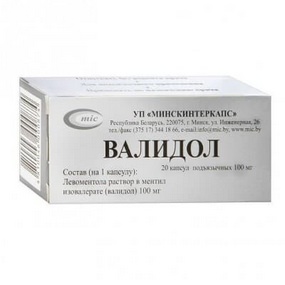 mic
УП «МИНСКИНТЕРКАПС»
Республика Беларусь, 220075, г. Минск, ул. Инженерная, 26
тел./факс (375 17) 344 18 66, e-mail info@mic.by, www.mic.by
ВАЛИДОЛ
20 капсул подъязычных 100 мг
Состав (на 1 капсулу):
Левоментола раствор в ментил
изовалерате (валидол) 100 мг